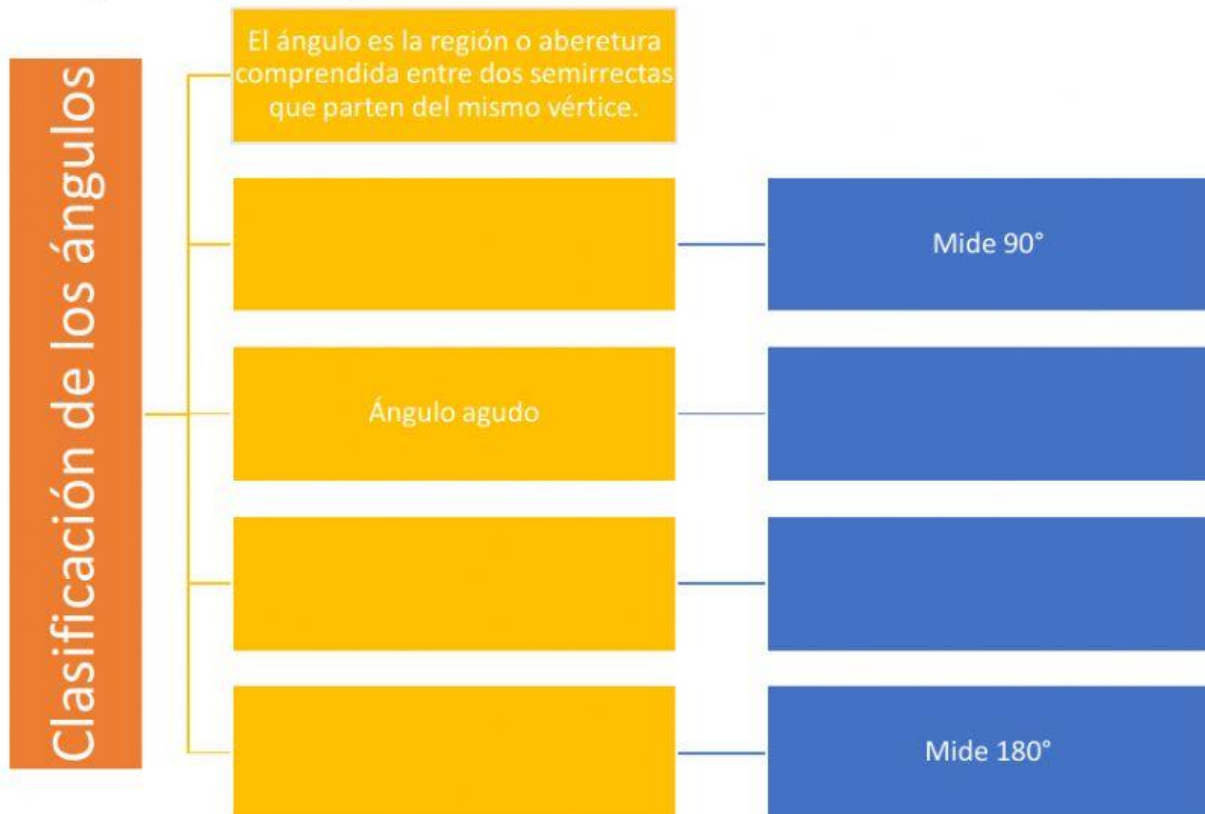 Clasificación de los ángulos
El ángulo es la región o aberetura
comprendida entre dos semirrectas
que parten del mismo vértice.
Mide 90°
Ángulo agudo
Mide 180°